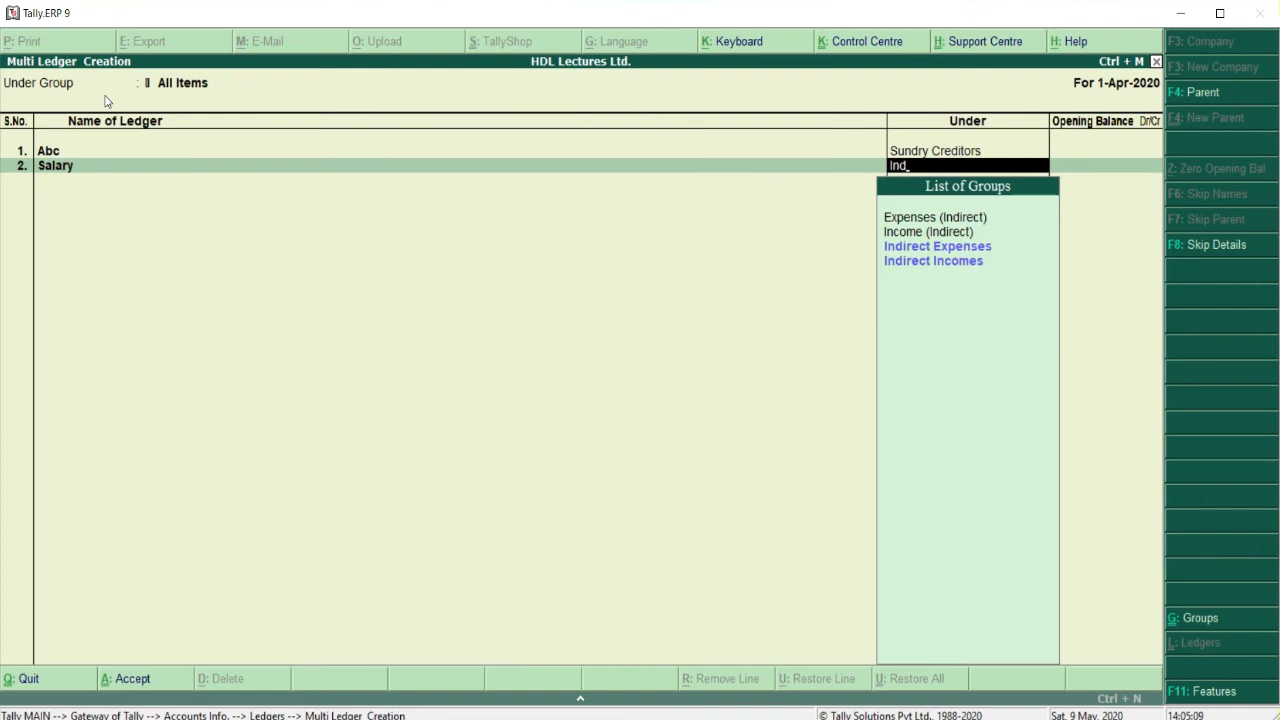 Tally.ERP 9
P: Print E: Export M: E-Mail O: Upload S: TallyShop G: Language K: Keyboard K: Control Centre H: Support Centre H: Help
F3: Company
Multi Ledger Creation HDL Lectures Ltd. Ctrl + M
F3: New Company
Under Group : All Items For 1-Apr-2020
F4: Parent
F4: New Parent
S.No. Name of Ledger Under Opening Balance Dr/Cr
1. Abc Sundry Creditors
2. Salary Ind_
Z: Zero Opening Bal
List of Groups
F6: Skip Names
Expenses (Indirect)
F7: Skip Parent
Income (Indirect)
Indirect Expenses
F8: Skip Details
Indirect Incomes
G: Groups
L: Ledgers
Q: Quit A: Accept D: Delete R: Remove Line U: Restore Line U: Restore All
F11: Features
Ctrl + N
Tally MAIN --> Gateway of Tally --> Accounts Info. --> Ledgers --> Multi Ledger Creation © Tally Solutions Pvt Ltd., 1988-2020 Sat, 9 May, 2020 14:05:09